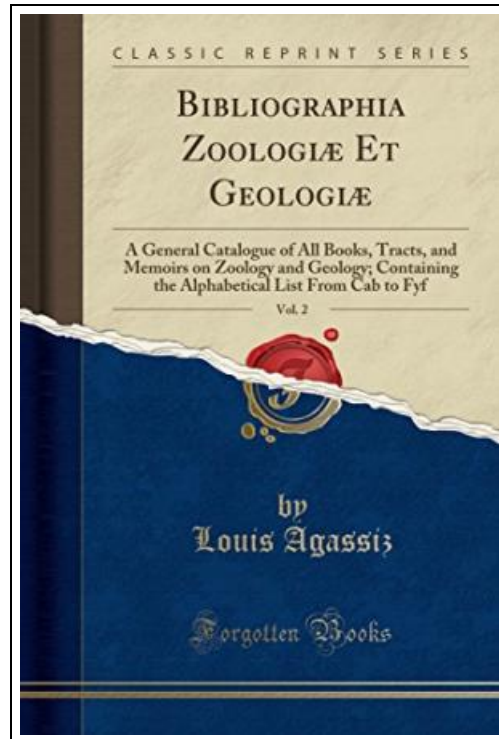 CLASSIC REPRINT SERIES
BIBLIOGRAPHIA
ZOOLOGIÆ ET
GEOLOGIÆ
A General Catalogue of All Books, Tracts, and
Memoirs on Zoology and Geology; Containing
the Alphabetical List From Cab to Fyf
Vol. 2
by
Louis Agassiz
Forgotten Books